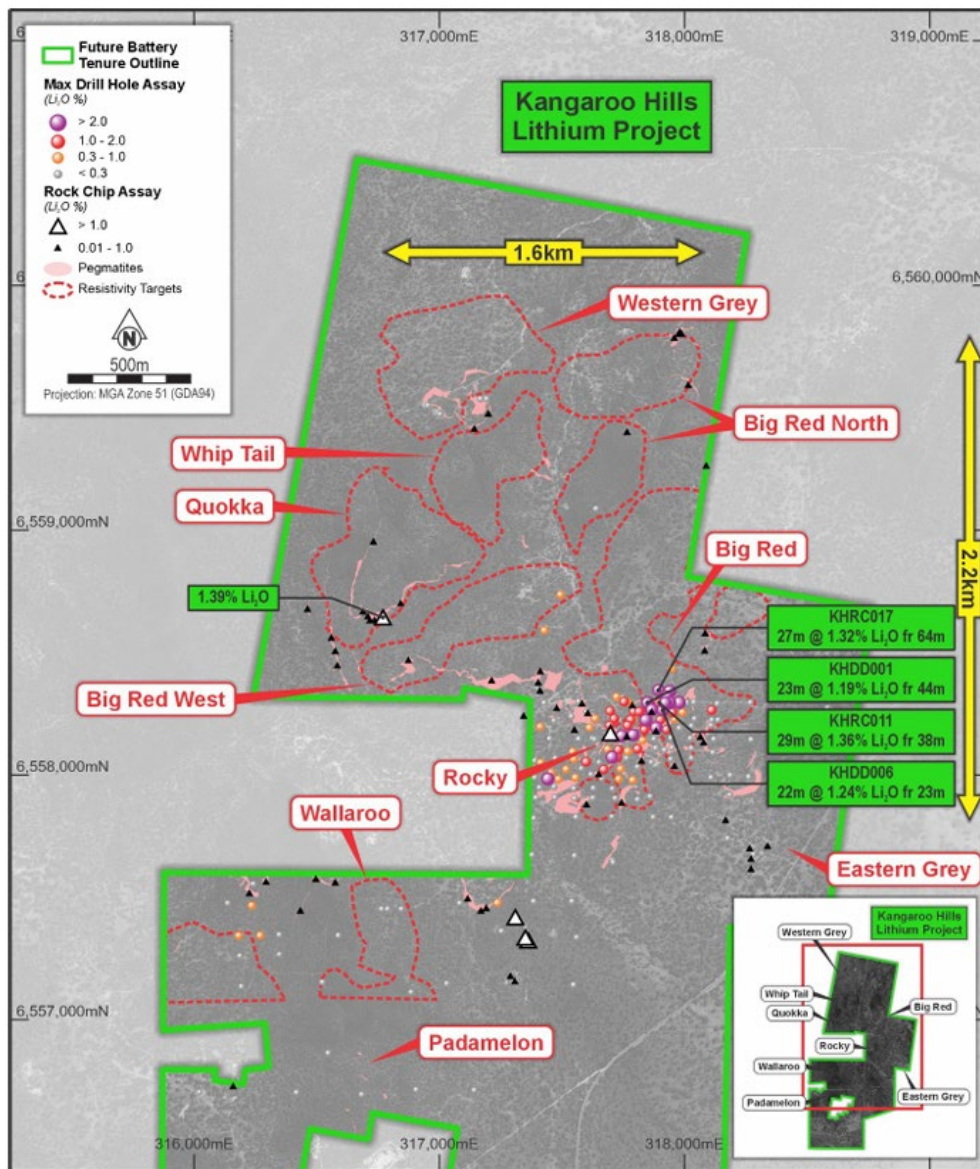 317,000mE
318,000mE
319,000mE
Future Battery
Tenure Outline
Max Drill Hole Assay
(Li₂O %)
> 2.0
1.0 - 2.0
0.3 - 1.0
< 0.3
Rock Chip Assay
(Li₂O %)
> 1.0
0.01 - 1.0
Pegmatites
Resistivity Targets
N
500m
Projection: MGA Zone 51 (GDA94)
Kangaroo Hills
Lithium Project
1.6km
6,560,000mN
Western Grey
Big Red North
Whip Tail
Quokka
6,559,000mN
Big Red
2.2km
1.39% Li₂O
KHRC017
27m @ 1.32% Li₂O fr 64m
KHDD001
23m @ 1.19% Li₂O fr 44m
KHRC011
29m @ 1.36% Li₂O fr 38m
KHDD006
22m @ 1.24% Li₂O fr 23m
Big Red West
Rocky
6,558,000mN
Wallaroo
Eastern Grey
6,557,000mN
Padamelon
316,000mE
317,000mE
318,000mE
Kangaroo Hills
Lithium Project
Western Grey
Whip Tail
Quokka
Big Red
Rocky
Wallaroo
Padamelon
Eastern Grey